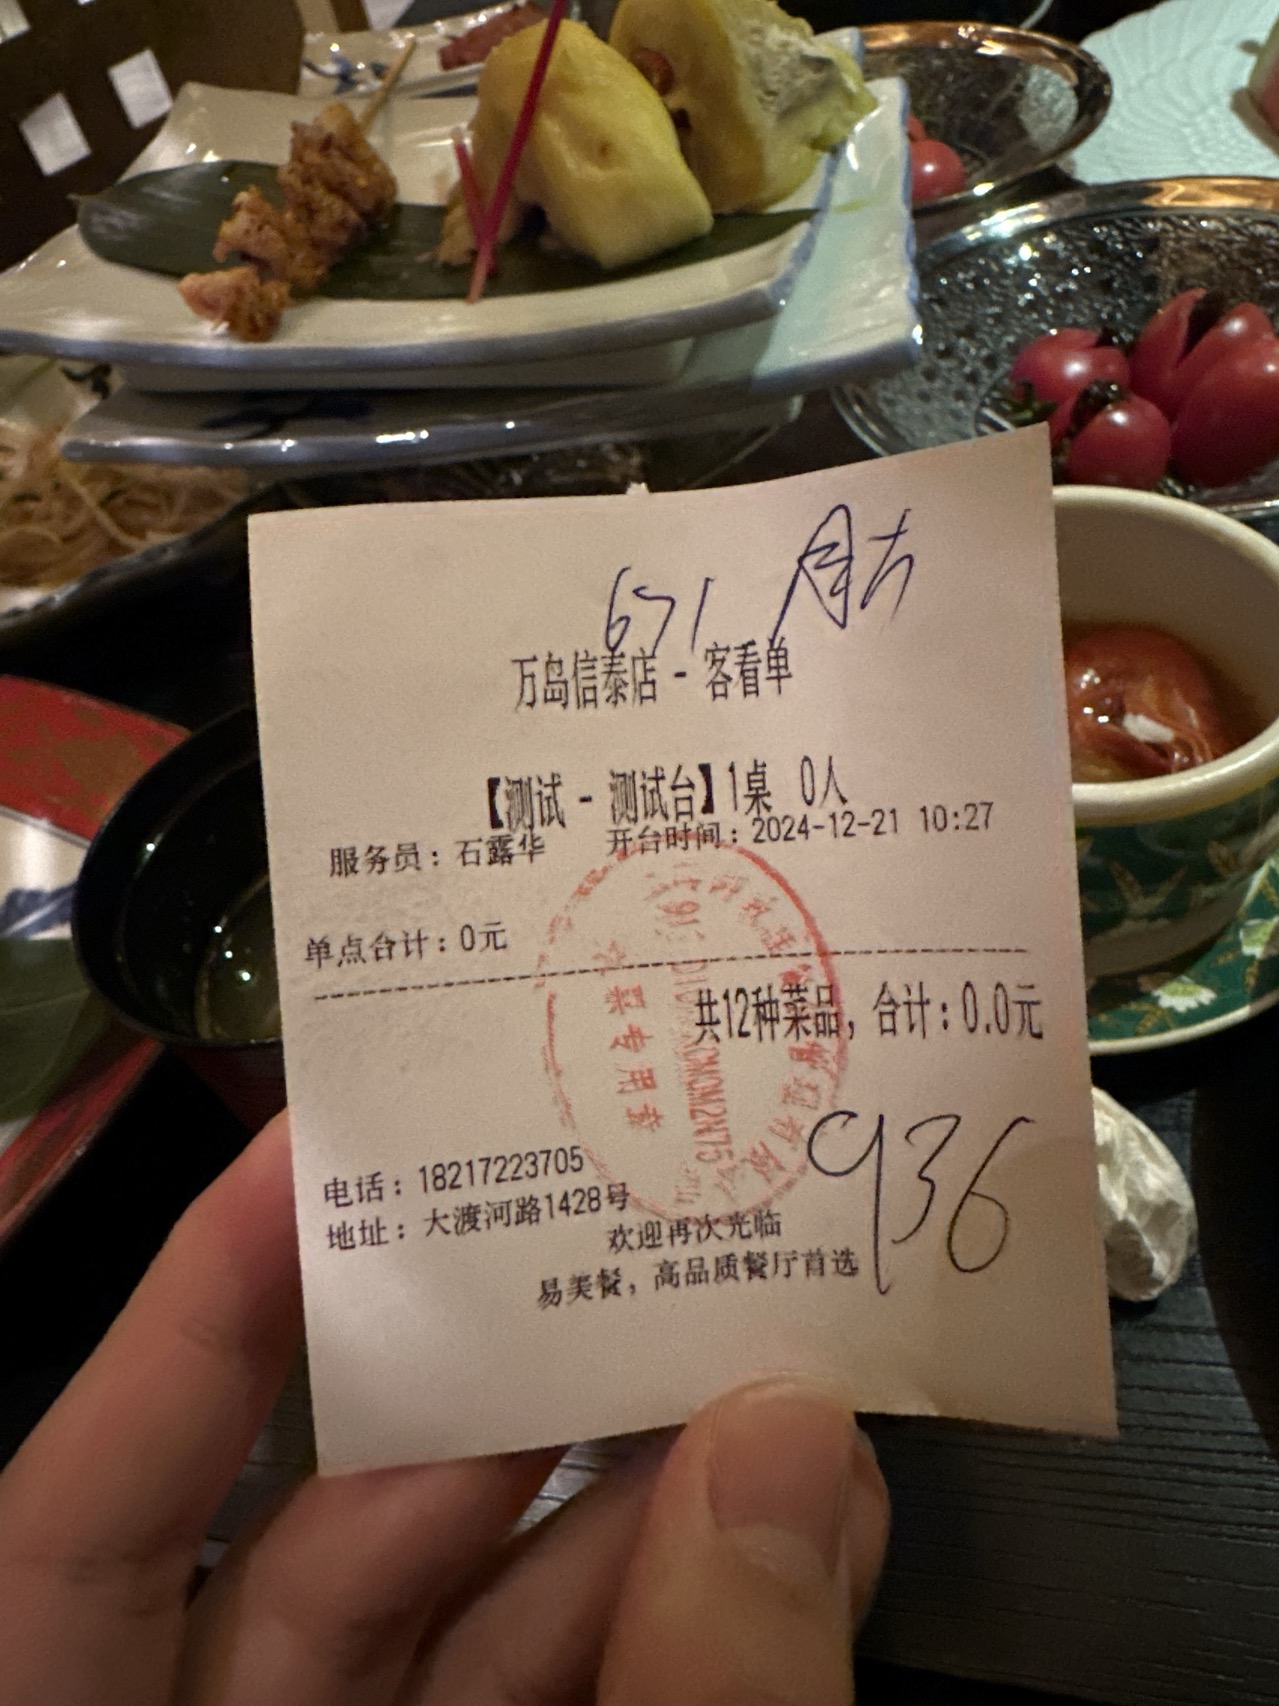 671
万岛信泰店 - 客看单
【测试 - 测试台】1桌 0人
服务员：石露华 开台时间：2024-12-21 10:27
单点合计：0元
共12种菜品，合计：0.0元
936
电话：18217223705
地址：大渡河路1428号
欢迎再次光临
易美餐，高品质餐厅首选
专用章